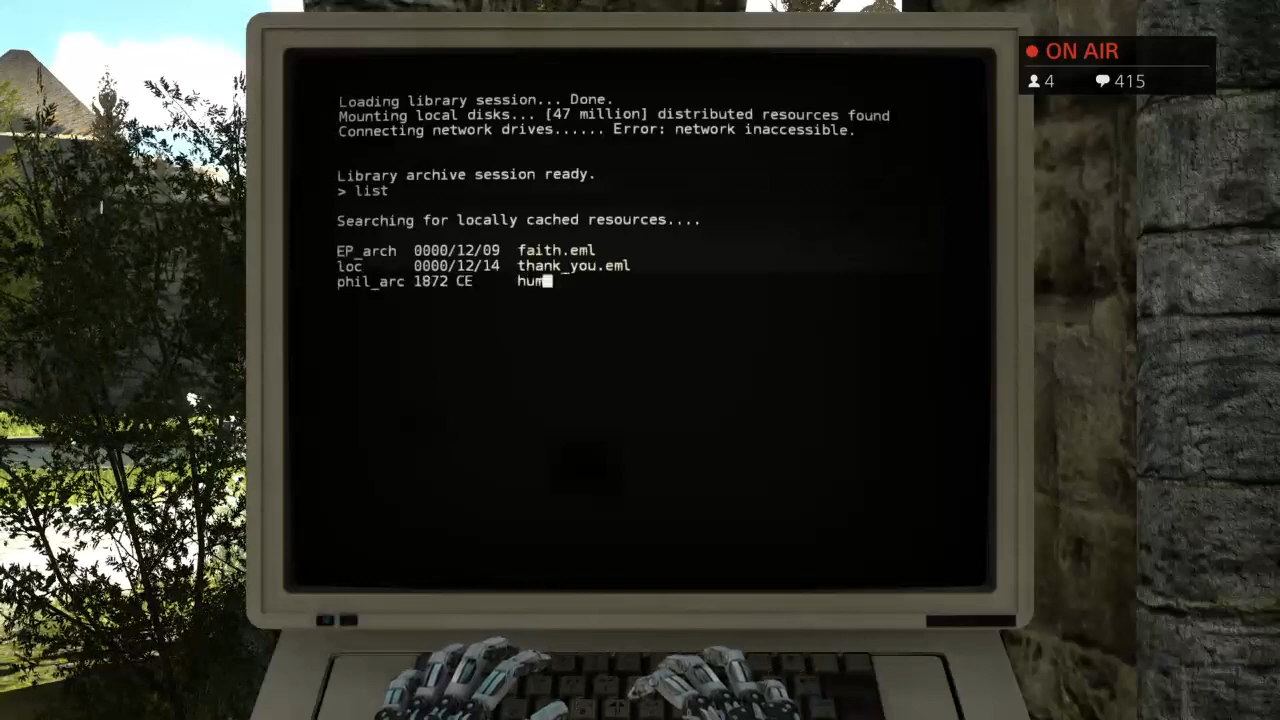 ON AIR
4 415
Loading library session... Done.
Mounting local disks... [47 million] distributed resources found
Connecting network drives...... Error: network inaccessible.
Library archive session ready.
> list
Searching for locally cached resources....
EP_arch 0000/12/09 faith.eml
loc 0000/12/14 thank_you.eml
phil_arc 1872 CE hum